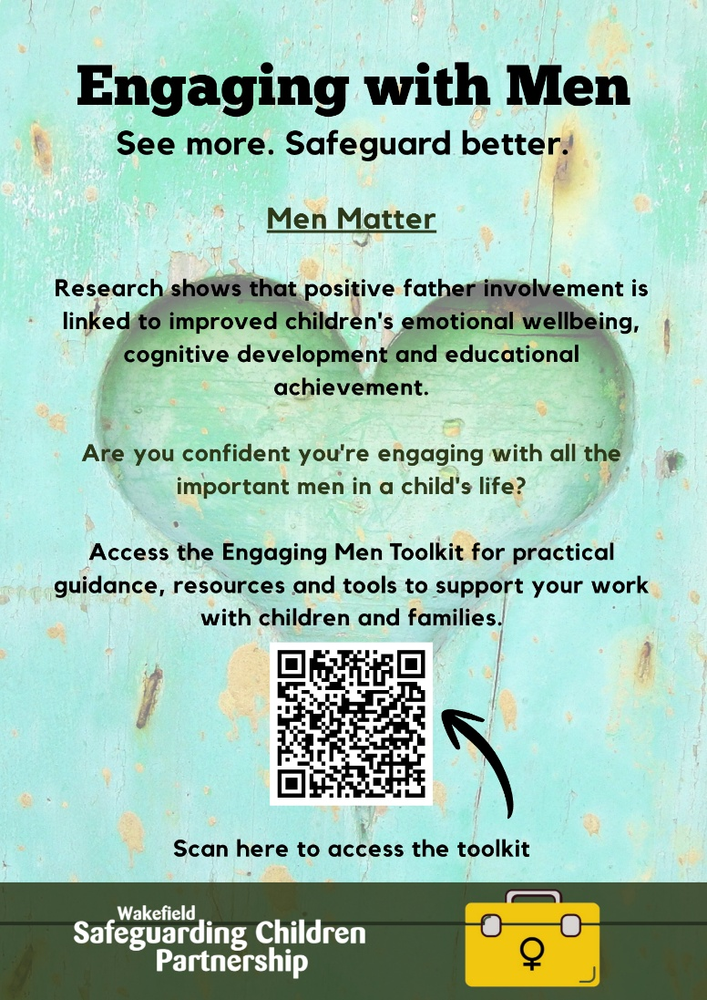 Engaging with Men
See more. Safeguard better.
Men Matter
Research shows that positive father involvement is
linked to improved children's emotional wellbeing,
cognitive development and educational
achievement.
Are you confident you're engaging with all the
important men in a child's life?
Access the Engaging Men Toolkit for practical
guidance, resources and tools to support your work
with children and families.
Scan here to access the toolkit
Wakefield
Safeguarding Children
Partnership